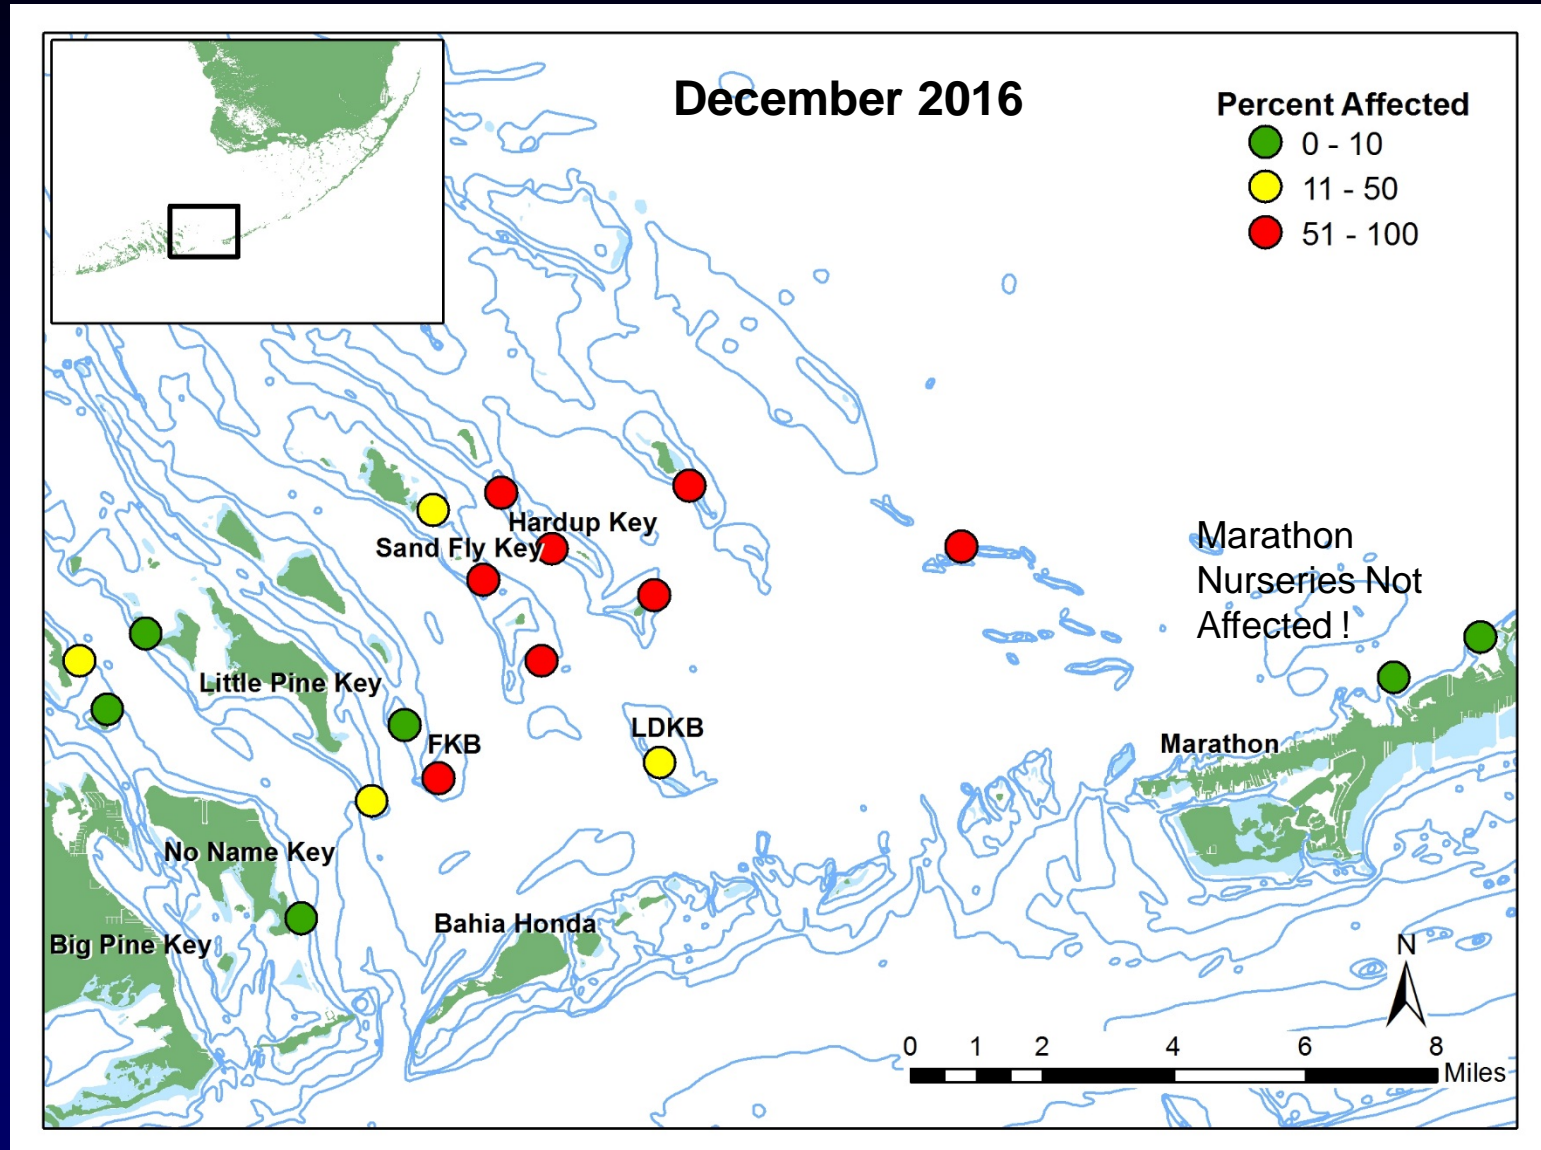 December 2016
Percent Affected
0 - 10
11 - 50
51 - 100
Hardup Key
Sand Fly Key
Marathon
Nurseries Not
Affected !
Little Pine Key
FKB
LDKB
Marathon
No Name Key
Bahia Honda
Big Pine Key
N
0 1 2 4 6 8
Miles